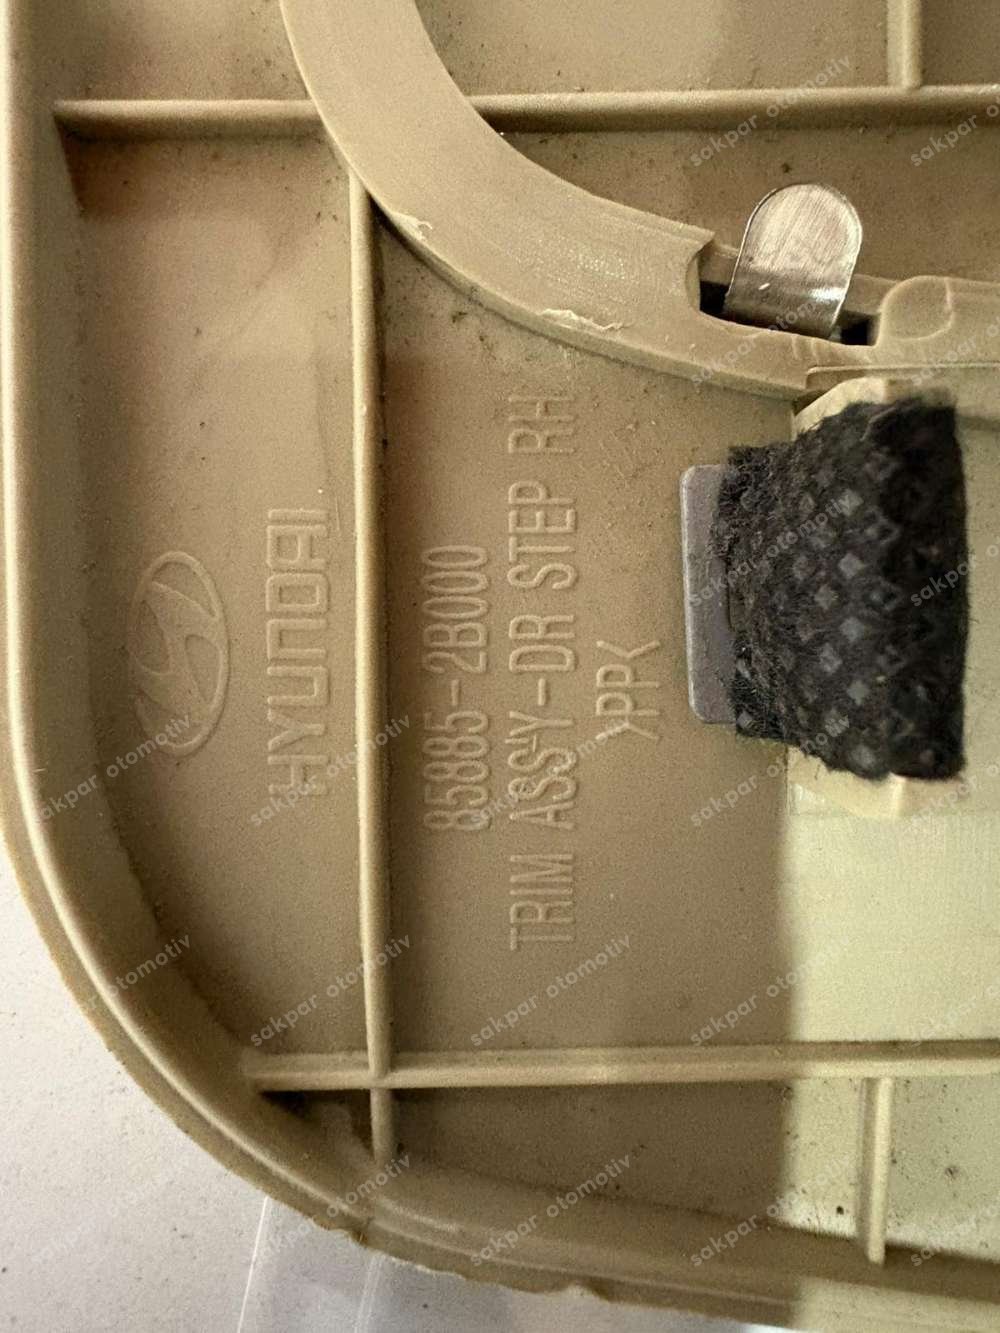 HYUNDAI
85885-2B000
TRIM ASS'Y-DR STEP RH
>PP<
sakpar otomotiv